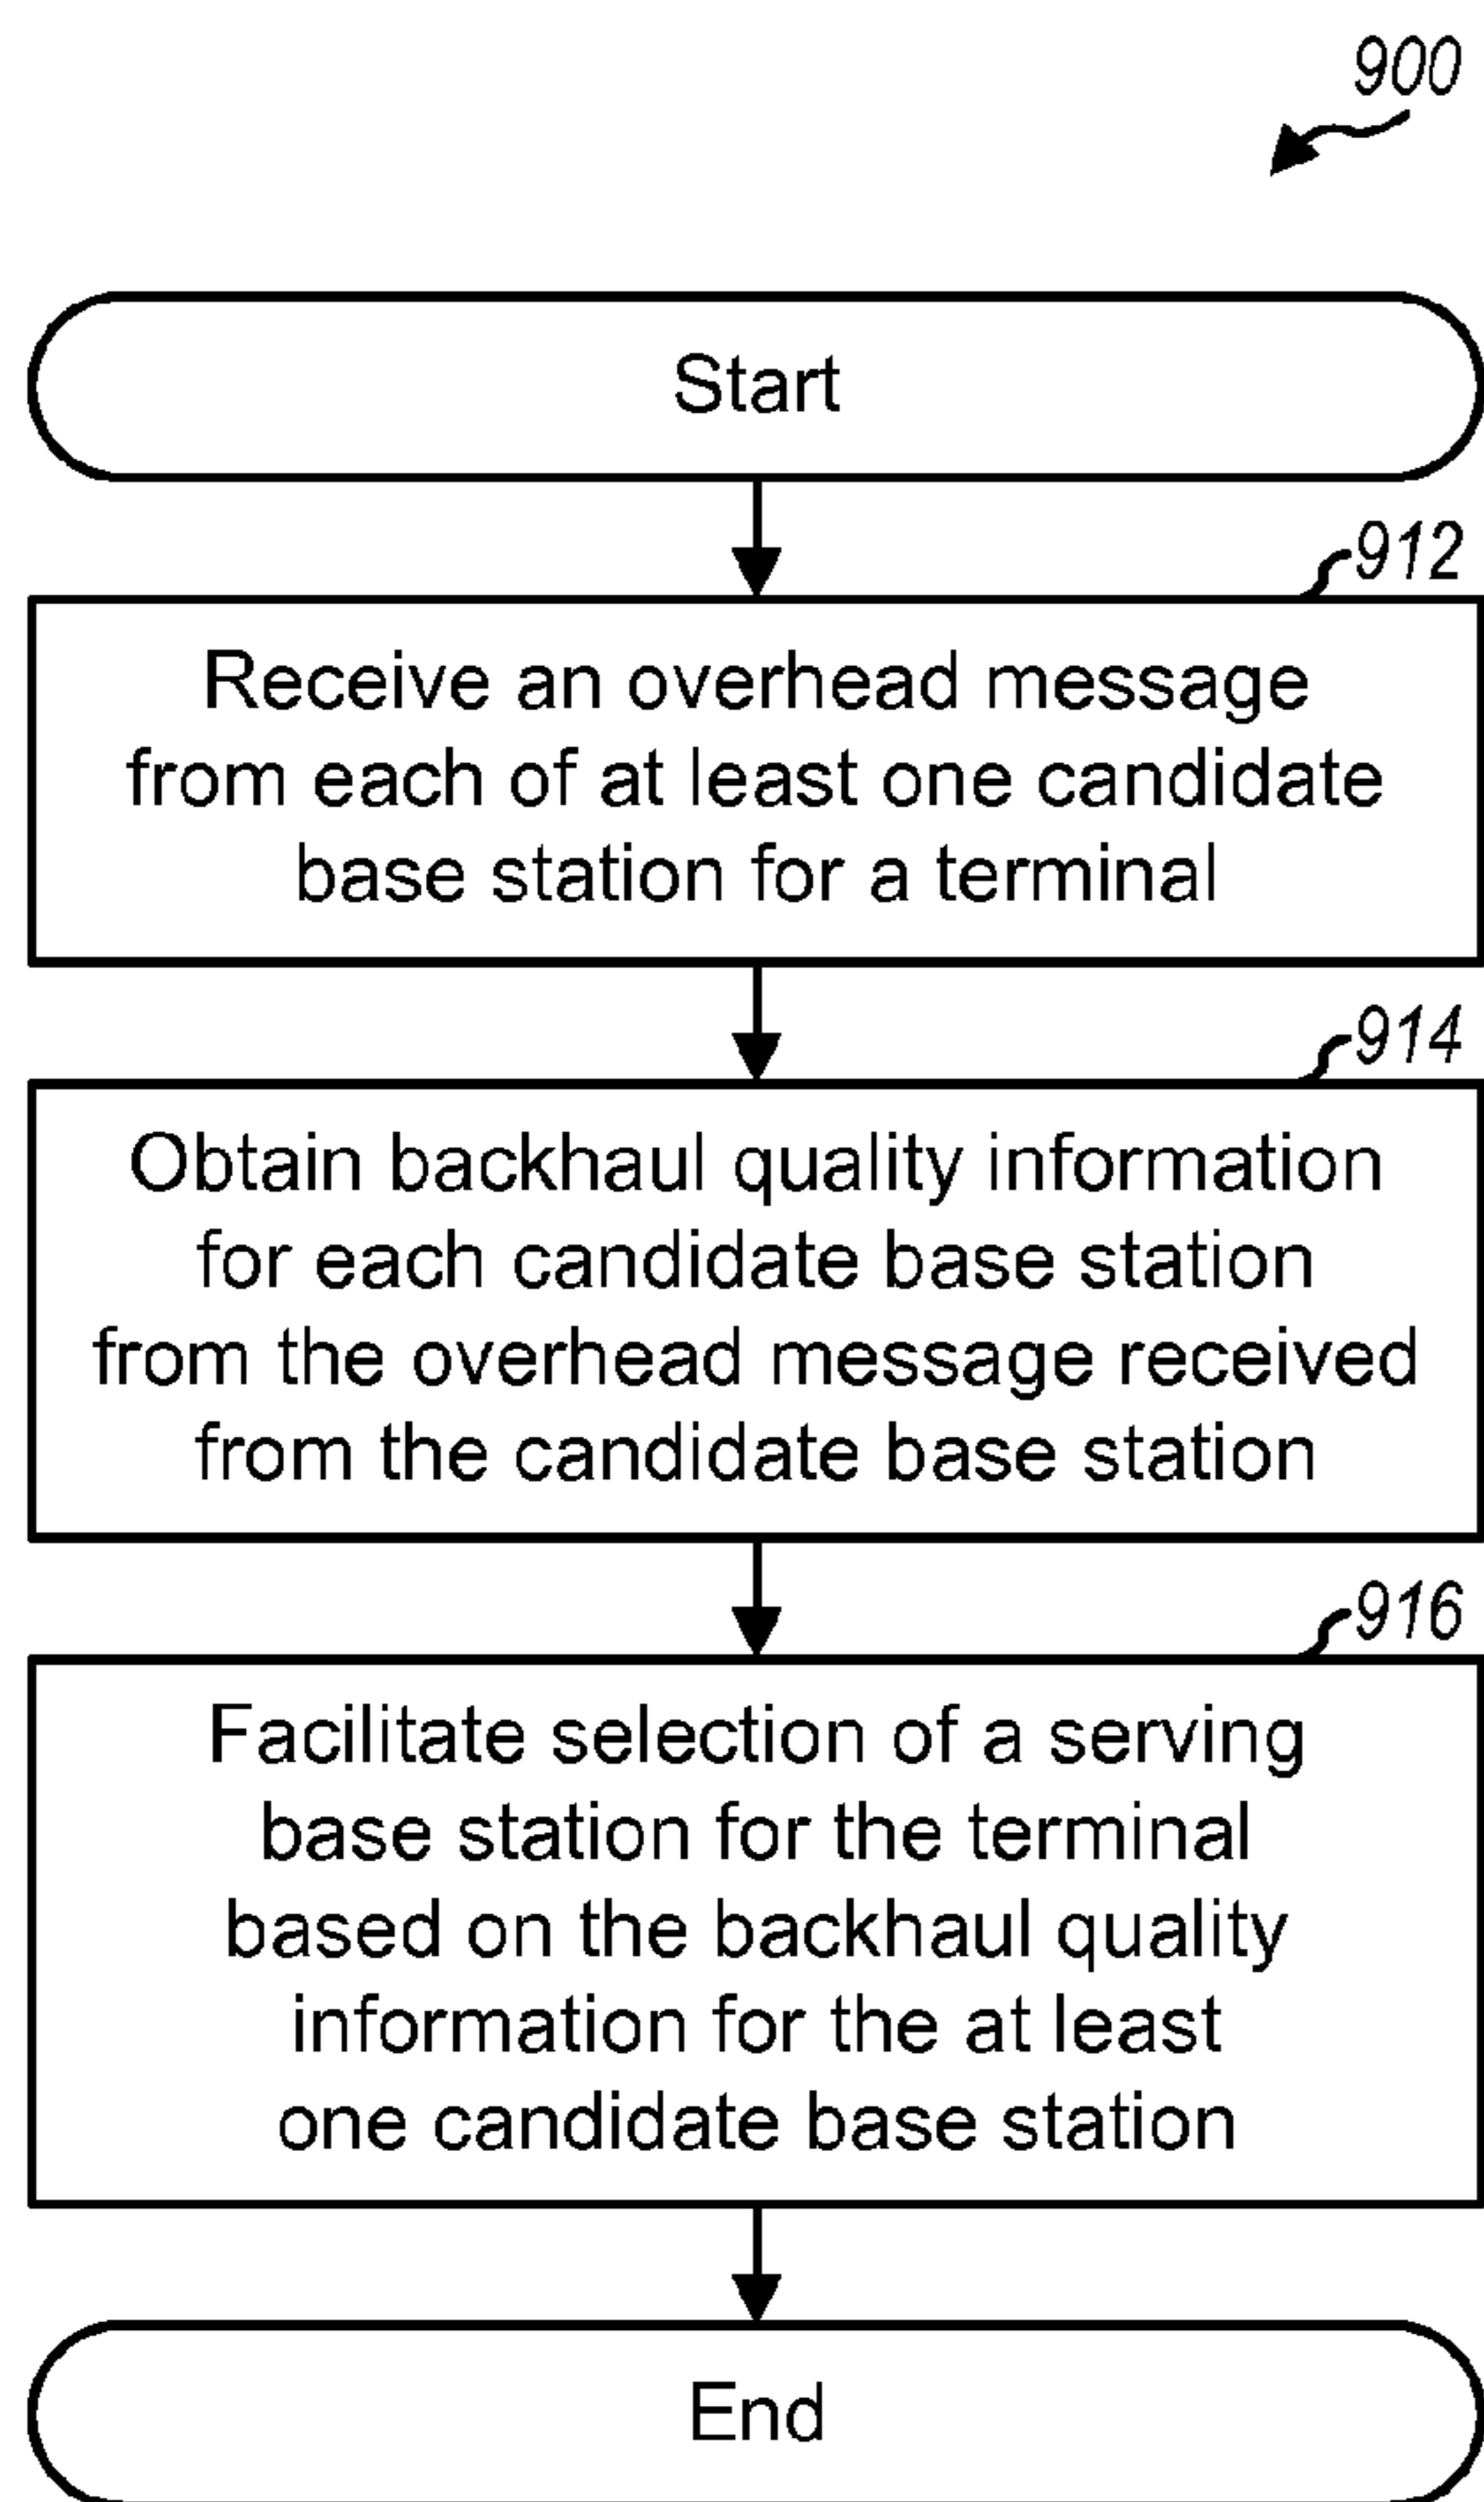 900
Start
912
Receive an overhead message
from each of at least one candidate
base station for a terminal
914
Obtain backhaul quality information
for each candidate base station
from the overhead message received
from the candidate base station
916
Facilitate selection of a serving
base station for the terminal
based on the backhaul quality
information for the at least
one candidate base station
End